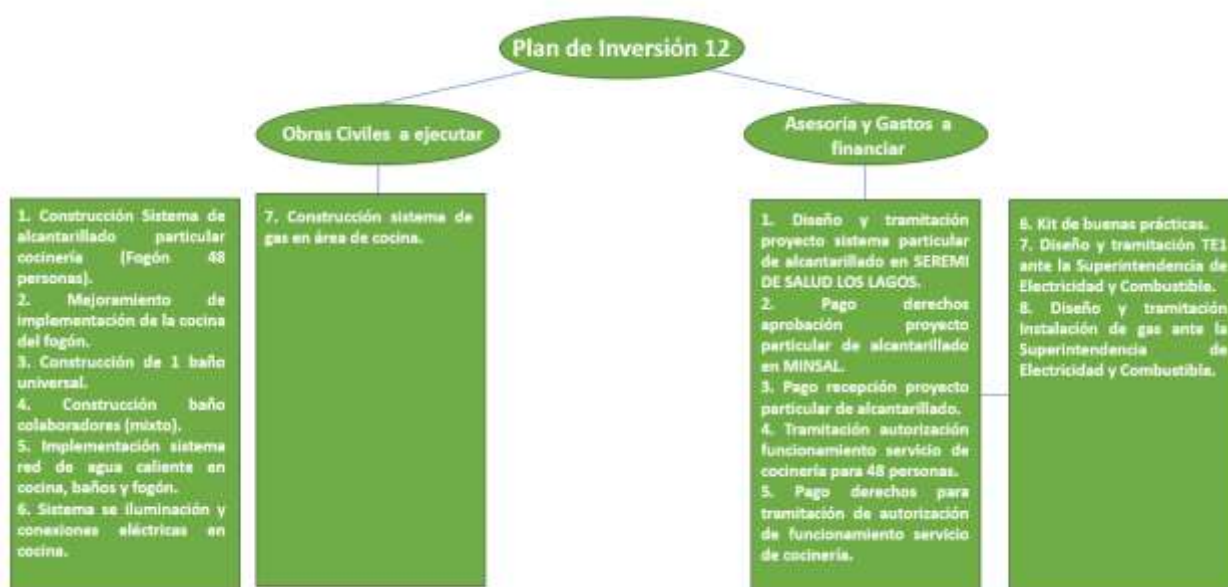 Plan de Inversión 12
Obras Civiles a ejecutar
Asesoría y Gastos a
financiar
1. Construcción Sistema de
alcantarillado particular
cocinería (Fogón 48
personas).
2. Mejoramiento de
implementación de la cocina
del fogón.
3. Construcción de 1 baño
universal.
4. Construcción baño
colaboradores (mixto).
5. Implementación sistema
red de agua caliente en
cocina, baños y fogón.
6. Sistema se iluminación y
conexiones eléctricas en
cocina.
7. Construcción sistema de
gas en área de cocina.
1. Diseño y tramitación
proyecto sistema particular
de alcantarillado en SEREMI
DE SALUD LOS LAGOS.
2. Pago derechos
aprobación proyecto
particular de alcantarillado
en MINSAL.
3. Pago recepción proyecto
particular de alcantarillado.
4. Tramitación autorización
funcionamiento servicio de
cocinería para 48 personas.
5. Pago derechos para
tramitación de autorización
de funcionamiento servicio
de cocinería.
6. Kit de buenas prácticas.
7. Diseño y tramitación TE1
ante la Superintendencia de
Electricidad y Combustible.
8. Diseño y tramitación
Instalación de gas ante la
Superintendencia de
Electricidad y Combustible.